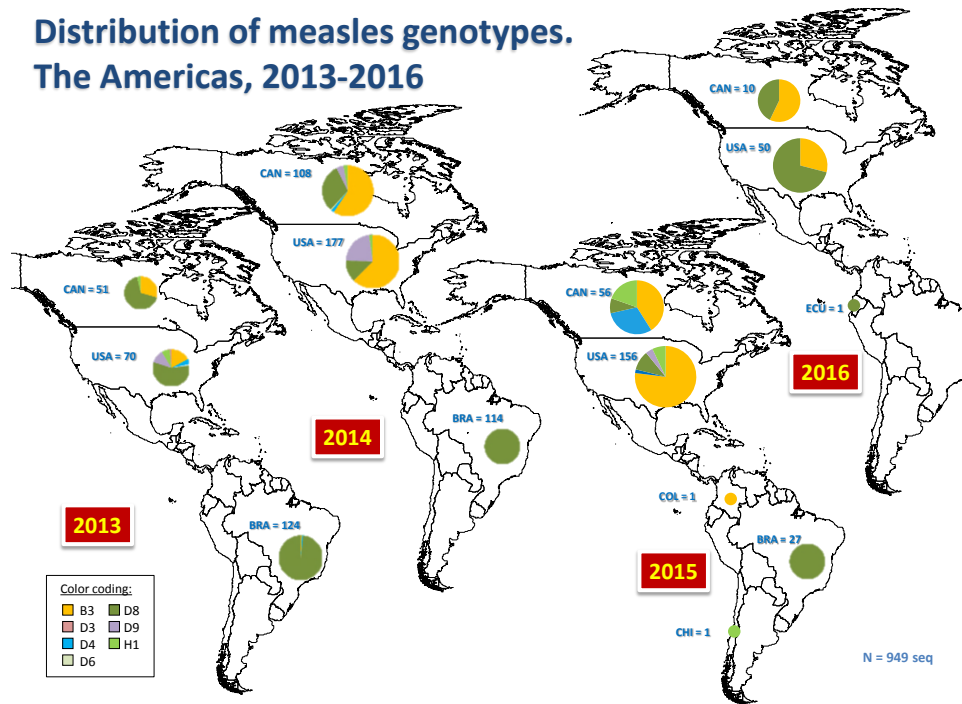 Distribution of measles genotypes.
The Americas, 2013-2016
CAN = 10
USA = 50
ECU = 1
2016
CAN = 108
USA = 177
BRA = 114
2014
CAN = 51
USA = 70
BRA = 124
2013
CAN = 56
USA = 156
COL = 1
BRA = 27
CHI = 1
2015
Color coding:
B3 D8
D3 D9
D4 H1
D6
N = 949 seq